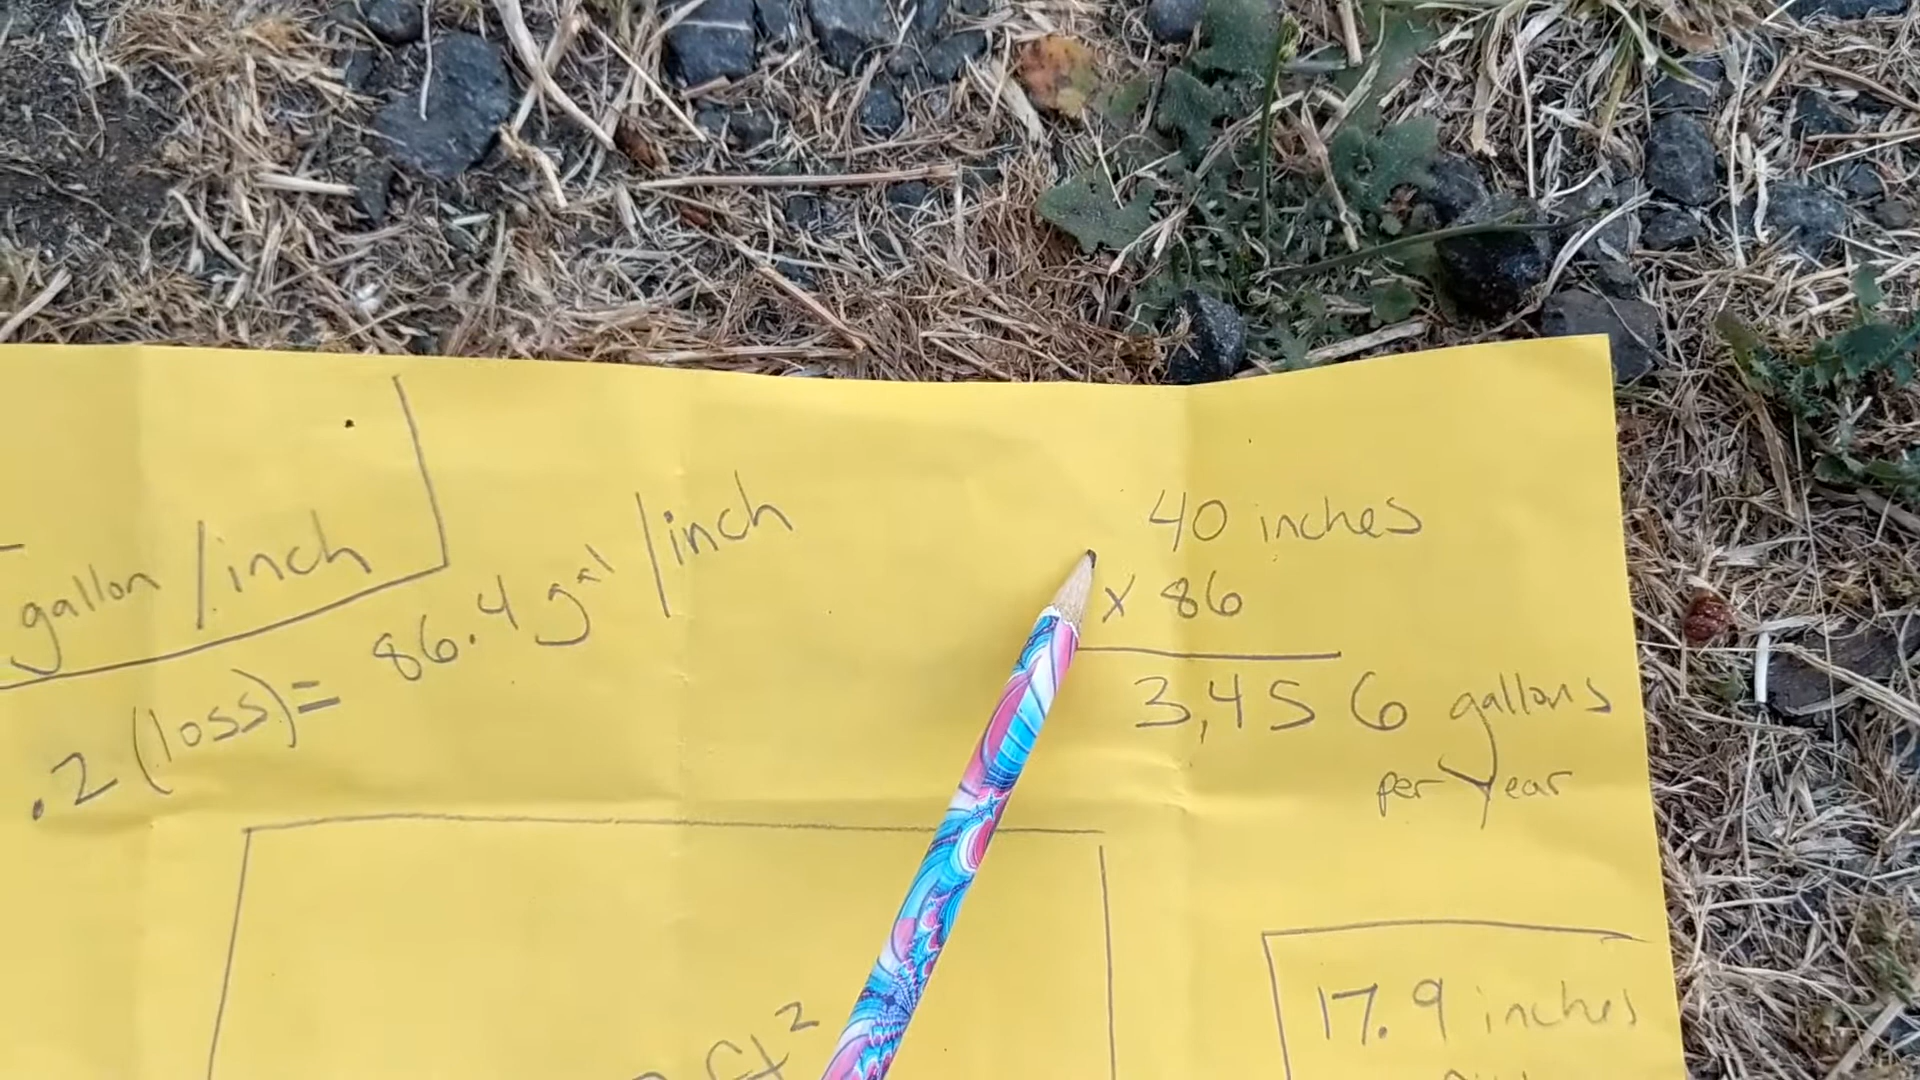 gallon/inch
.2 (loss) = 86.4 gal/inch
40 inches
x 86
3,456 gallons
per year
ft²
17.9 inches